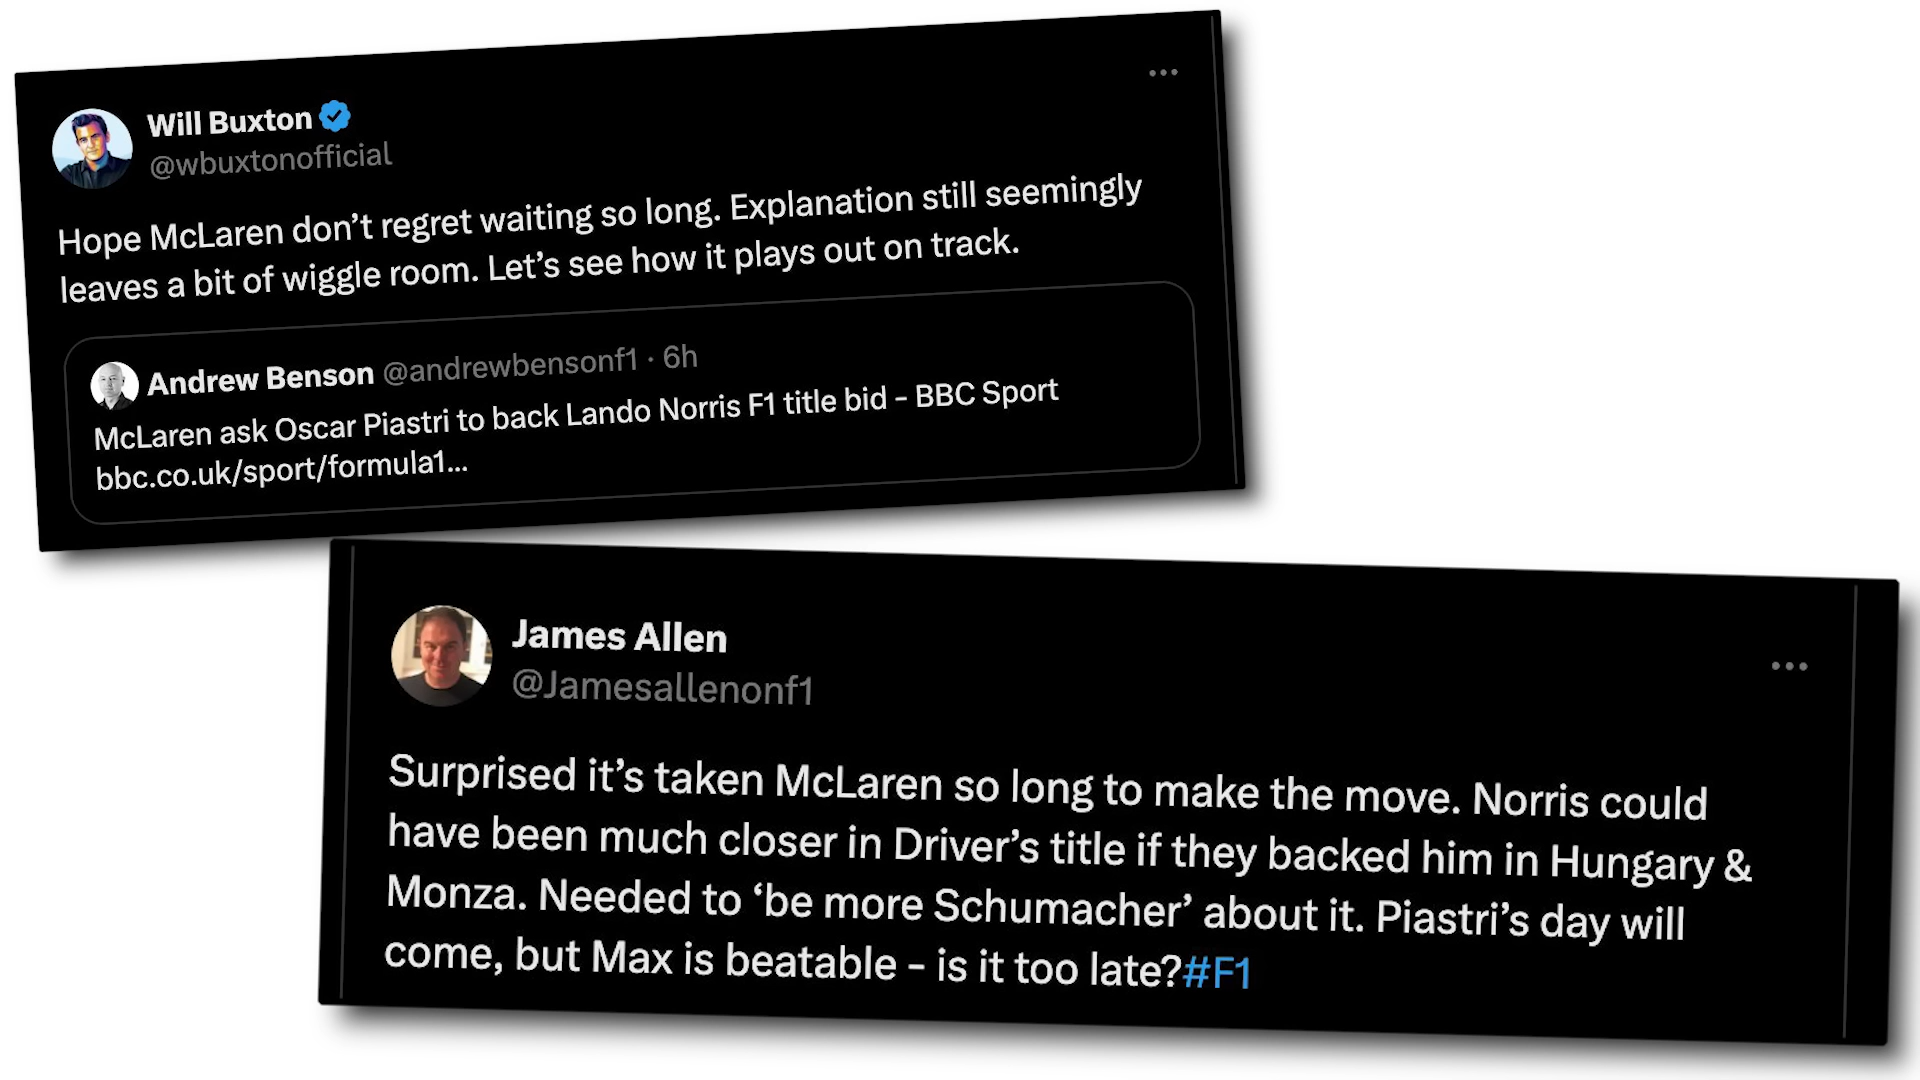 Will Buxton
@wbuxtonofficial
Hope McLaren don’t regret waiting so long. Explanation still seemingly
leaves a bit of wiggle room. Let’s see how it plays out on track.
Andrew Benson @andrewbensonf1 · 6h
McLaren ask Oscar Piastri to back Lando Norris F1 title bid - BBC Sport
bbc.co.uk/sport/formula1...
James Allen
@Jamesallenonf1
Surprised it’s taken McLaren so long to make the move. Norris could
have been much closer in Driver’s title if they backed him in Hungary &
Monza. Needed to ‘be more Schumacher’ about it. Piastri’s day will
come, but Max is beatable - is it too late?#F1